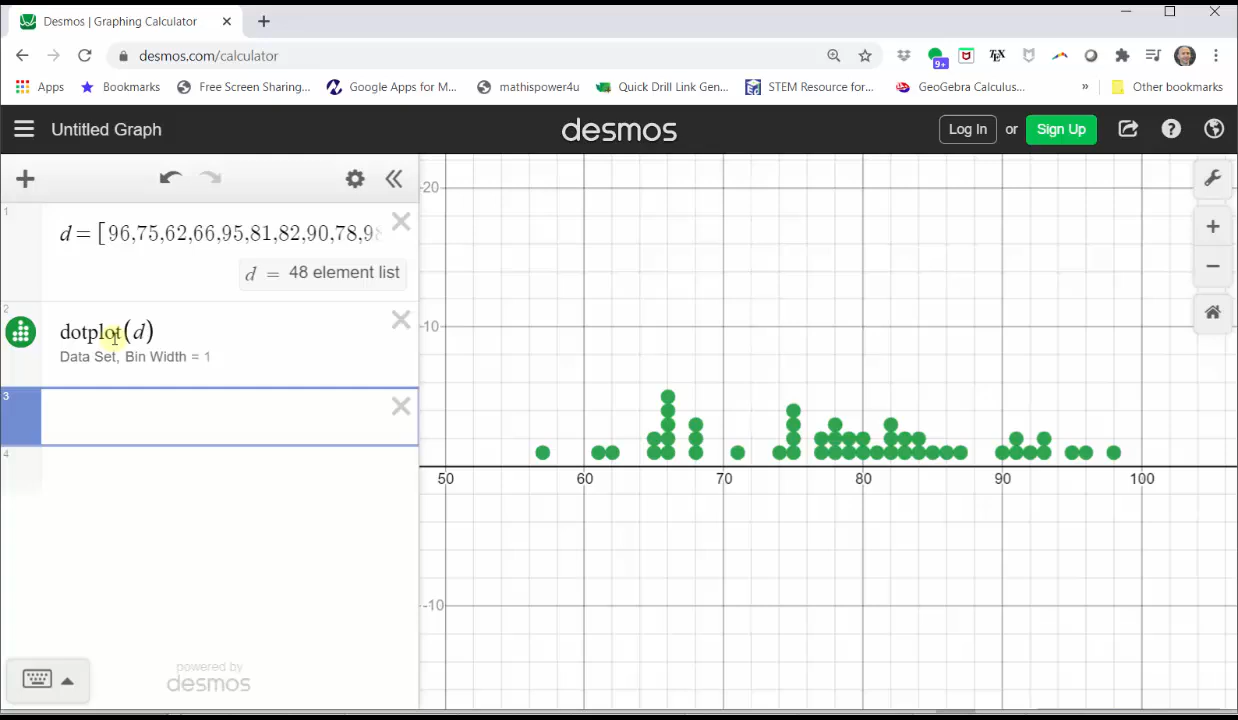 Desmos | Graphing Calculator
desmos.com/calculator
9+
TEX
Apps
Bookmarks
Free Screen Sharing...
Google Apps for M...
mathispower4u
Quick Drill Link Gen...
STEM Resource for...
GeoGebra Calculus...
»
Other bookmarks
Untitled Graph
desmos
Log In or Sign Up
1
d = [96,75,62,66,95,81,82,90,78,98
d = 48 element list
2
dotplot(d)
Data Set, Bin Width = 1
3
4
powered by
desmos
20
10
50 60 70 80 90 100
-10